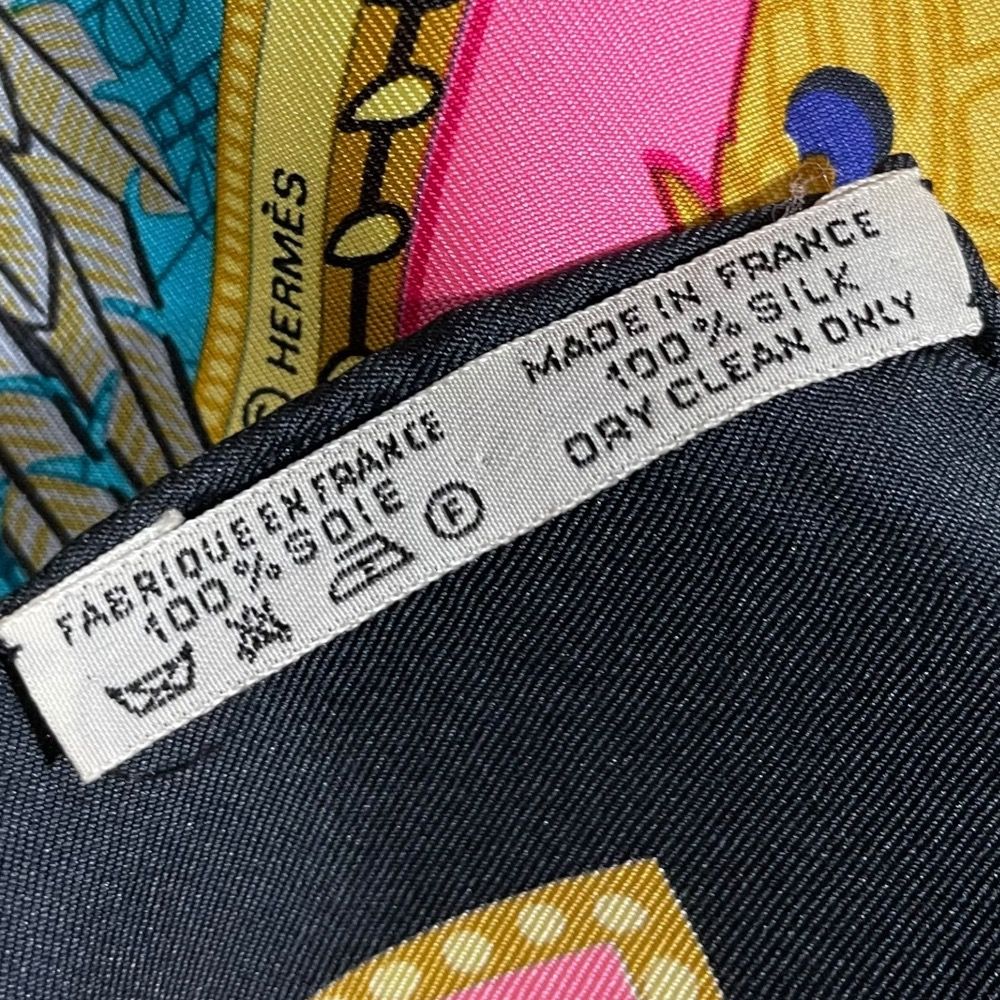 © HERMÈS
FABRIQUE EN FRANCE
100% SOIE
F
MADE IN FRANCE
100% SILK
DRY CLEAN ONLY